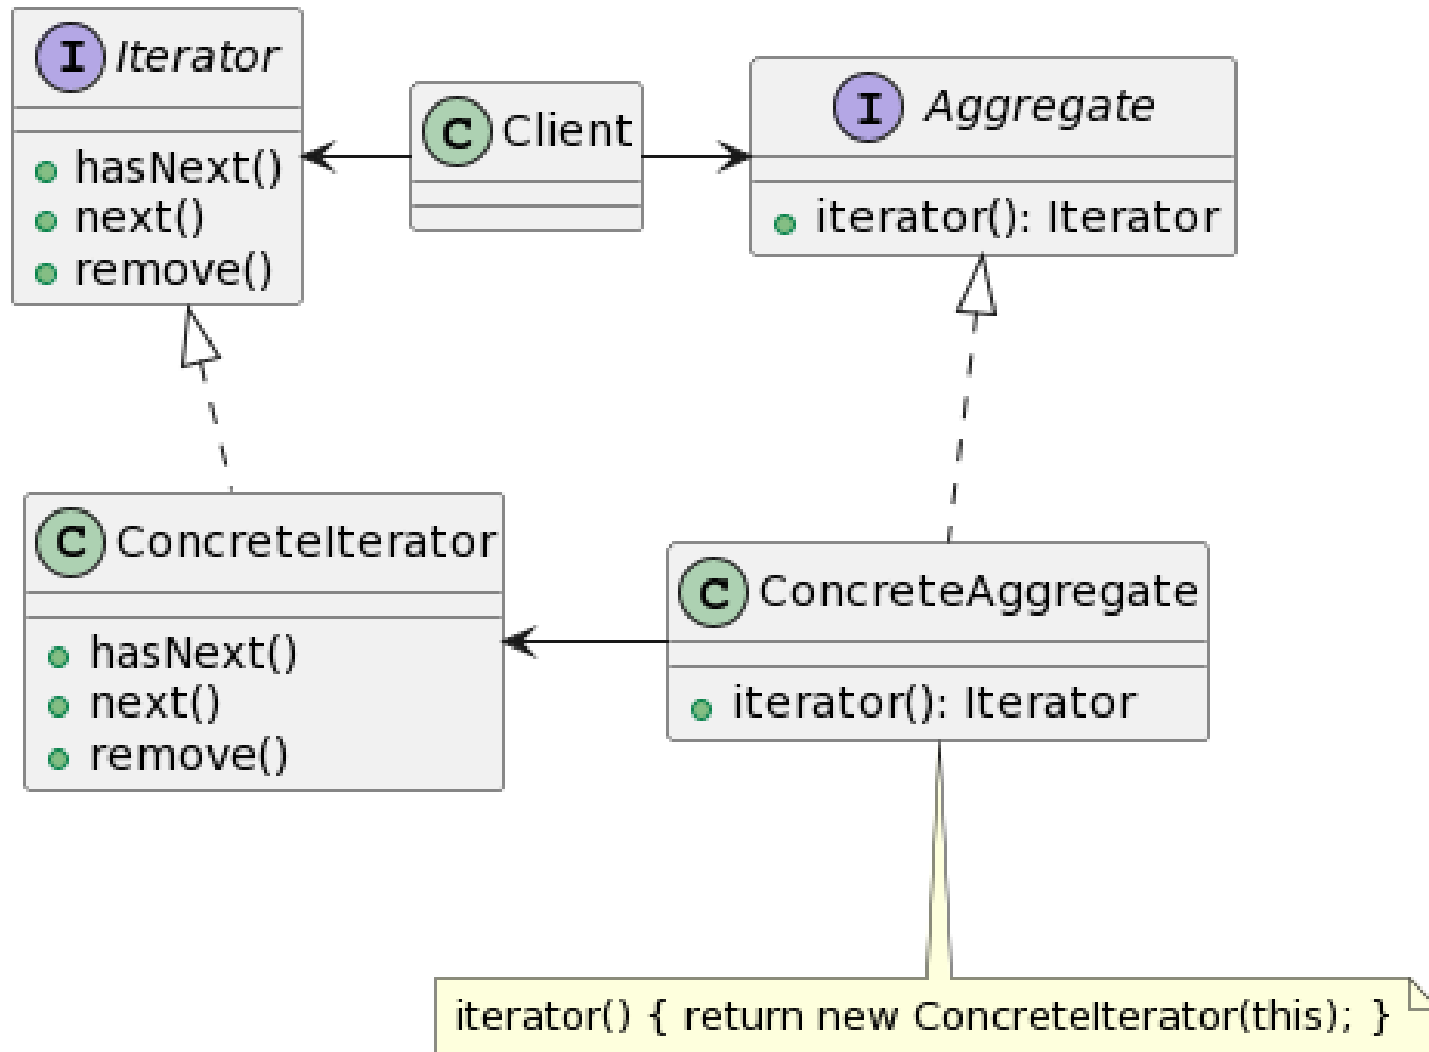 I Iterator
hasNext()
next()
remove()
C Client
I Aggregate
iterator(): Iterator
C ConcreteIterator
hasNext()
next()
remove()
C ConcreteAggregate
iterator(): Iterator
iterator() { return new ConcreteIterator(this); }